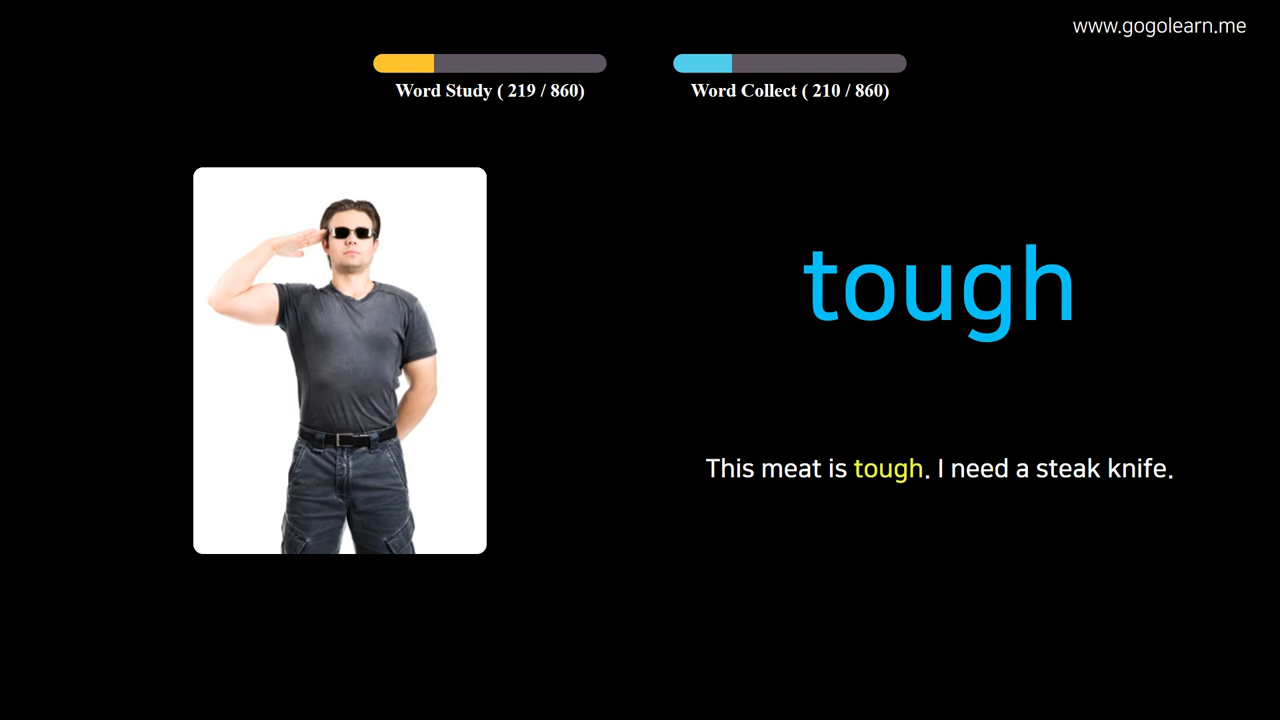 www.gogolearn.me
Word Study ( 219 / 860)
Word Collect ( 210 / 860)
tough
This meat is tough. I need a steak knife.